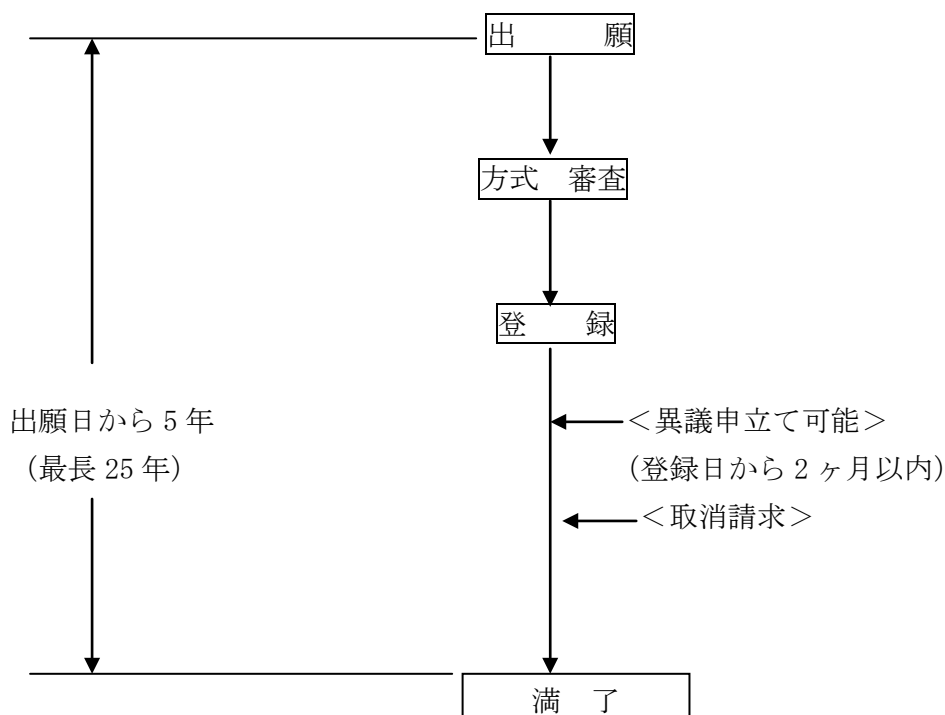 出　　　願
方式　審査
登　　録
出願日から 5 年
(最長 25 年)
＜異議申立て可能＞
(登録日から 2 ヶ月以内)
＜取消請求＞
満　了